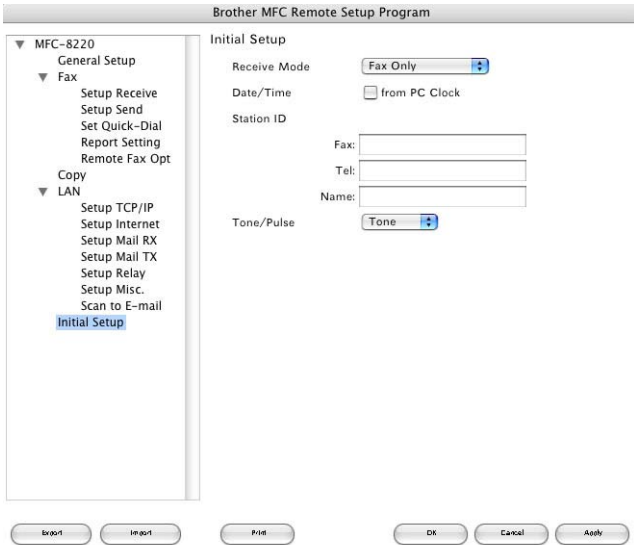 Brother MFC Remote Setup Program
MFC-8220
General Setup
Fax
Setup Receive
Setup Send
Set Quick-Dial
Report Setting
Remote Fax Opt
Copy
LAN
Setup TCP/IP
Setup Internet
Setup Mail RX
Setup Mail TX
Setup Relay
Setup Misc.
Scan to E-mail
Initial Setup
Initial Setup
Receive Mode Fax Only
Date/Time from PC Clock
Station ID
Fax:
Tel:
Name:
Tone/Pulse Tone
Export Import Print OK Cancel Apply